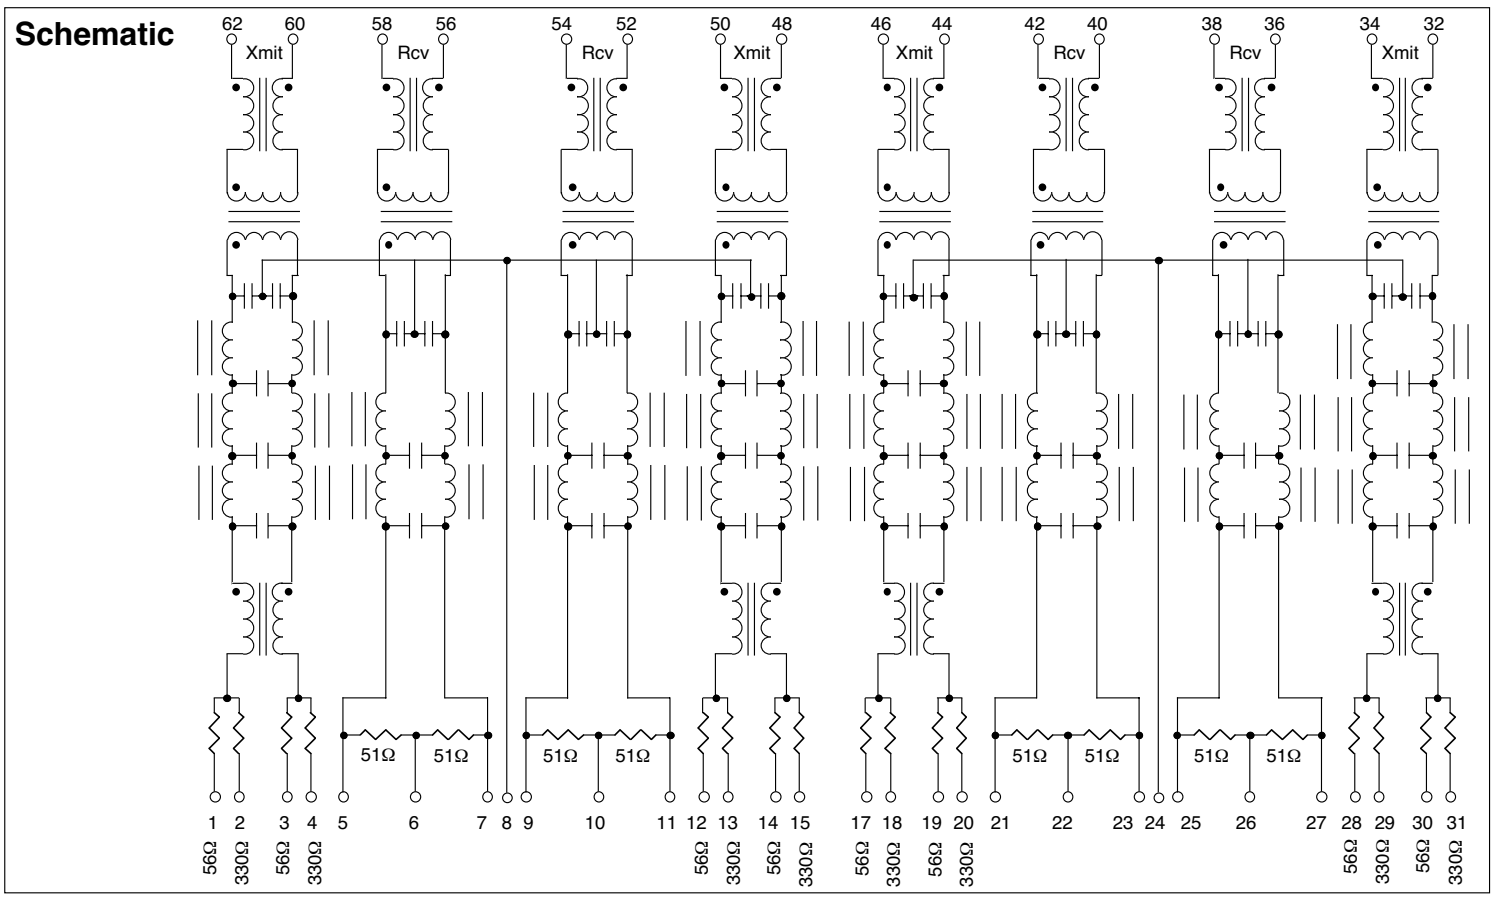 Schematic
62 60 58 56 54 52 50 48 46 44 42 40 38 36 34 32
Xmit Rcv Rcv Xmit Xmit Rcv Rcv Xmit
51Ω 51Ω 51Ω 51Ω 51Ω 51Ω 51Ω 51Ω
1 2 3 4 5 6 7 8 9 10 11 12 13 14 15 17 18 19 20 21 22 23 24 25 26 27 28 29 30 31
56Ω 330Ω 56Ω 330Ω 56Ω 330Ω 56Ω 330Ω 56Ω 330Ω 56Ω 330Ω 56Ω 330Ω 56Ω 330Ω